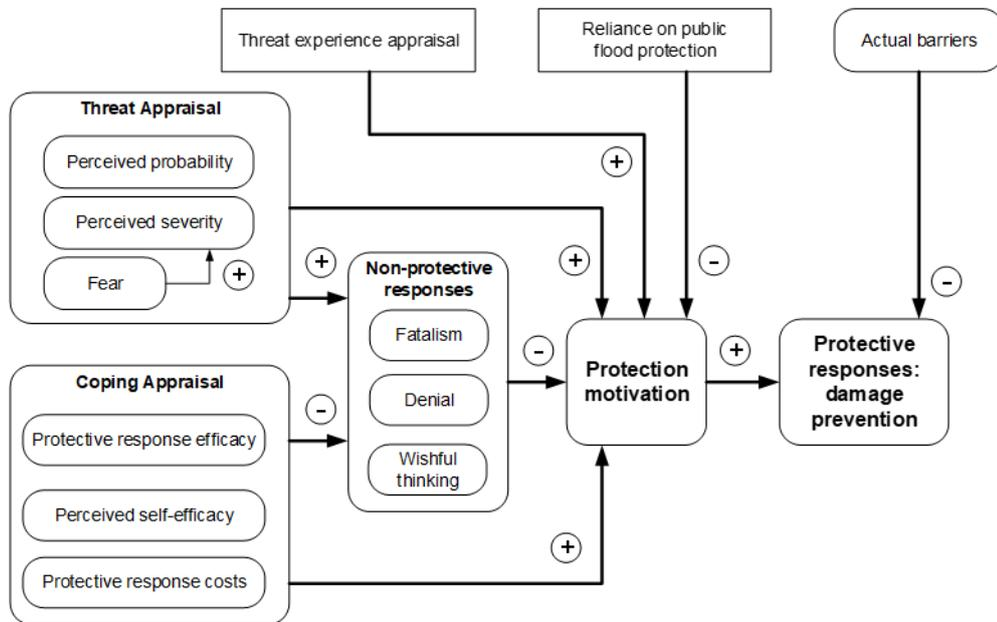 Threat experience appraisal
Reliance on public
flood protection
Actual barriers
Threat Appraisal
Perceived probability
Perceived severity
Fear
+
+
Non-protective
responses
Fatalism
Denial
Wishful
thinking
Coping Appraisal
Protective response efficacy
Perceived self-efficacy
Protective response costs
-
-
+
+
-
+
Protection
motivation
+
-
Protective
responses:
damage
prevention